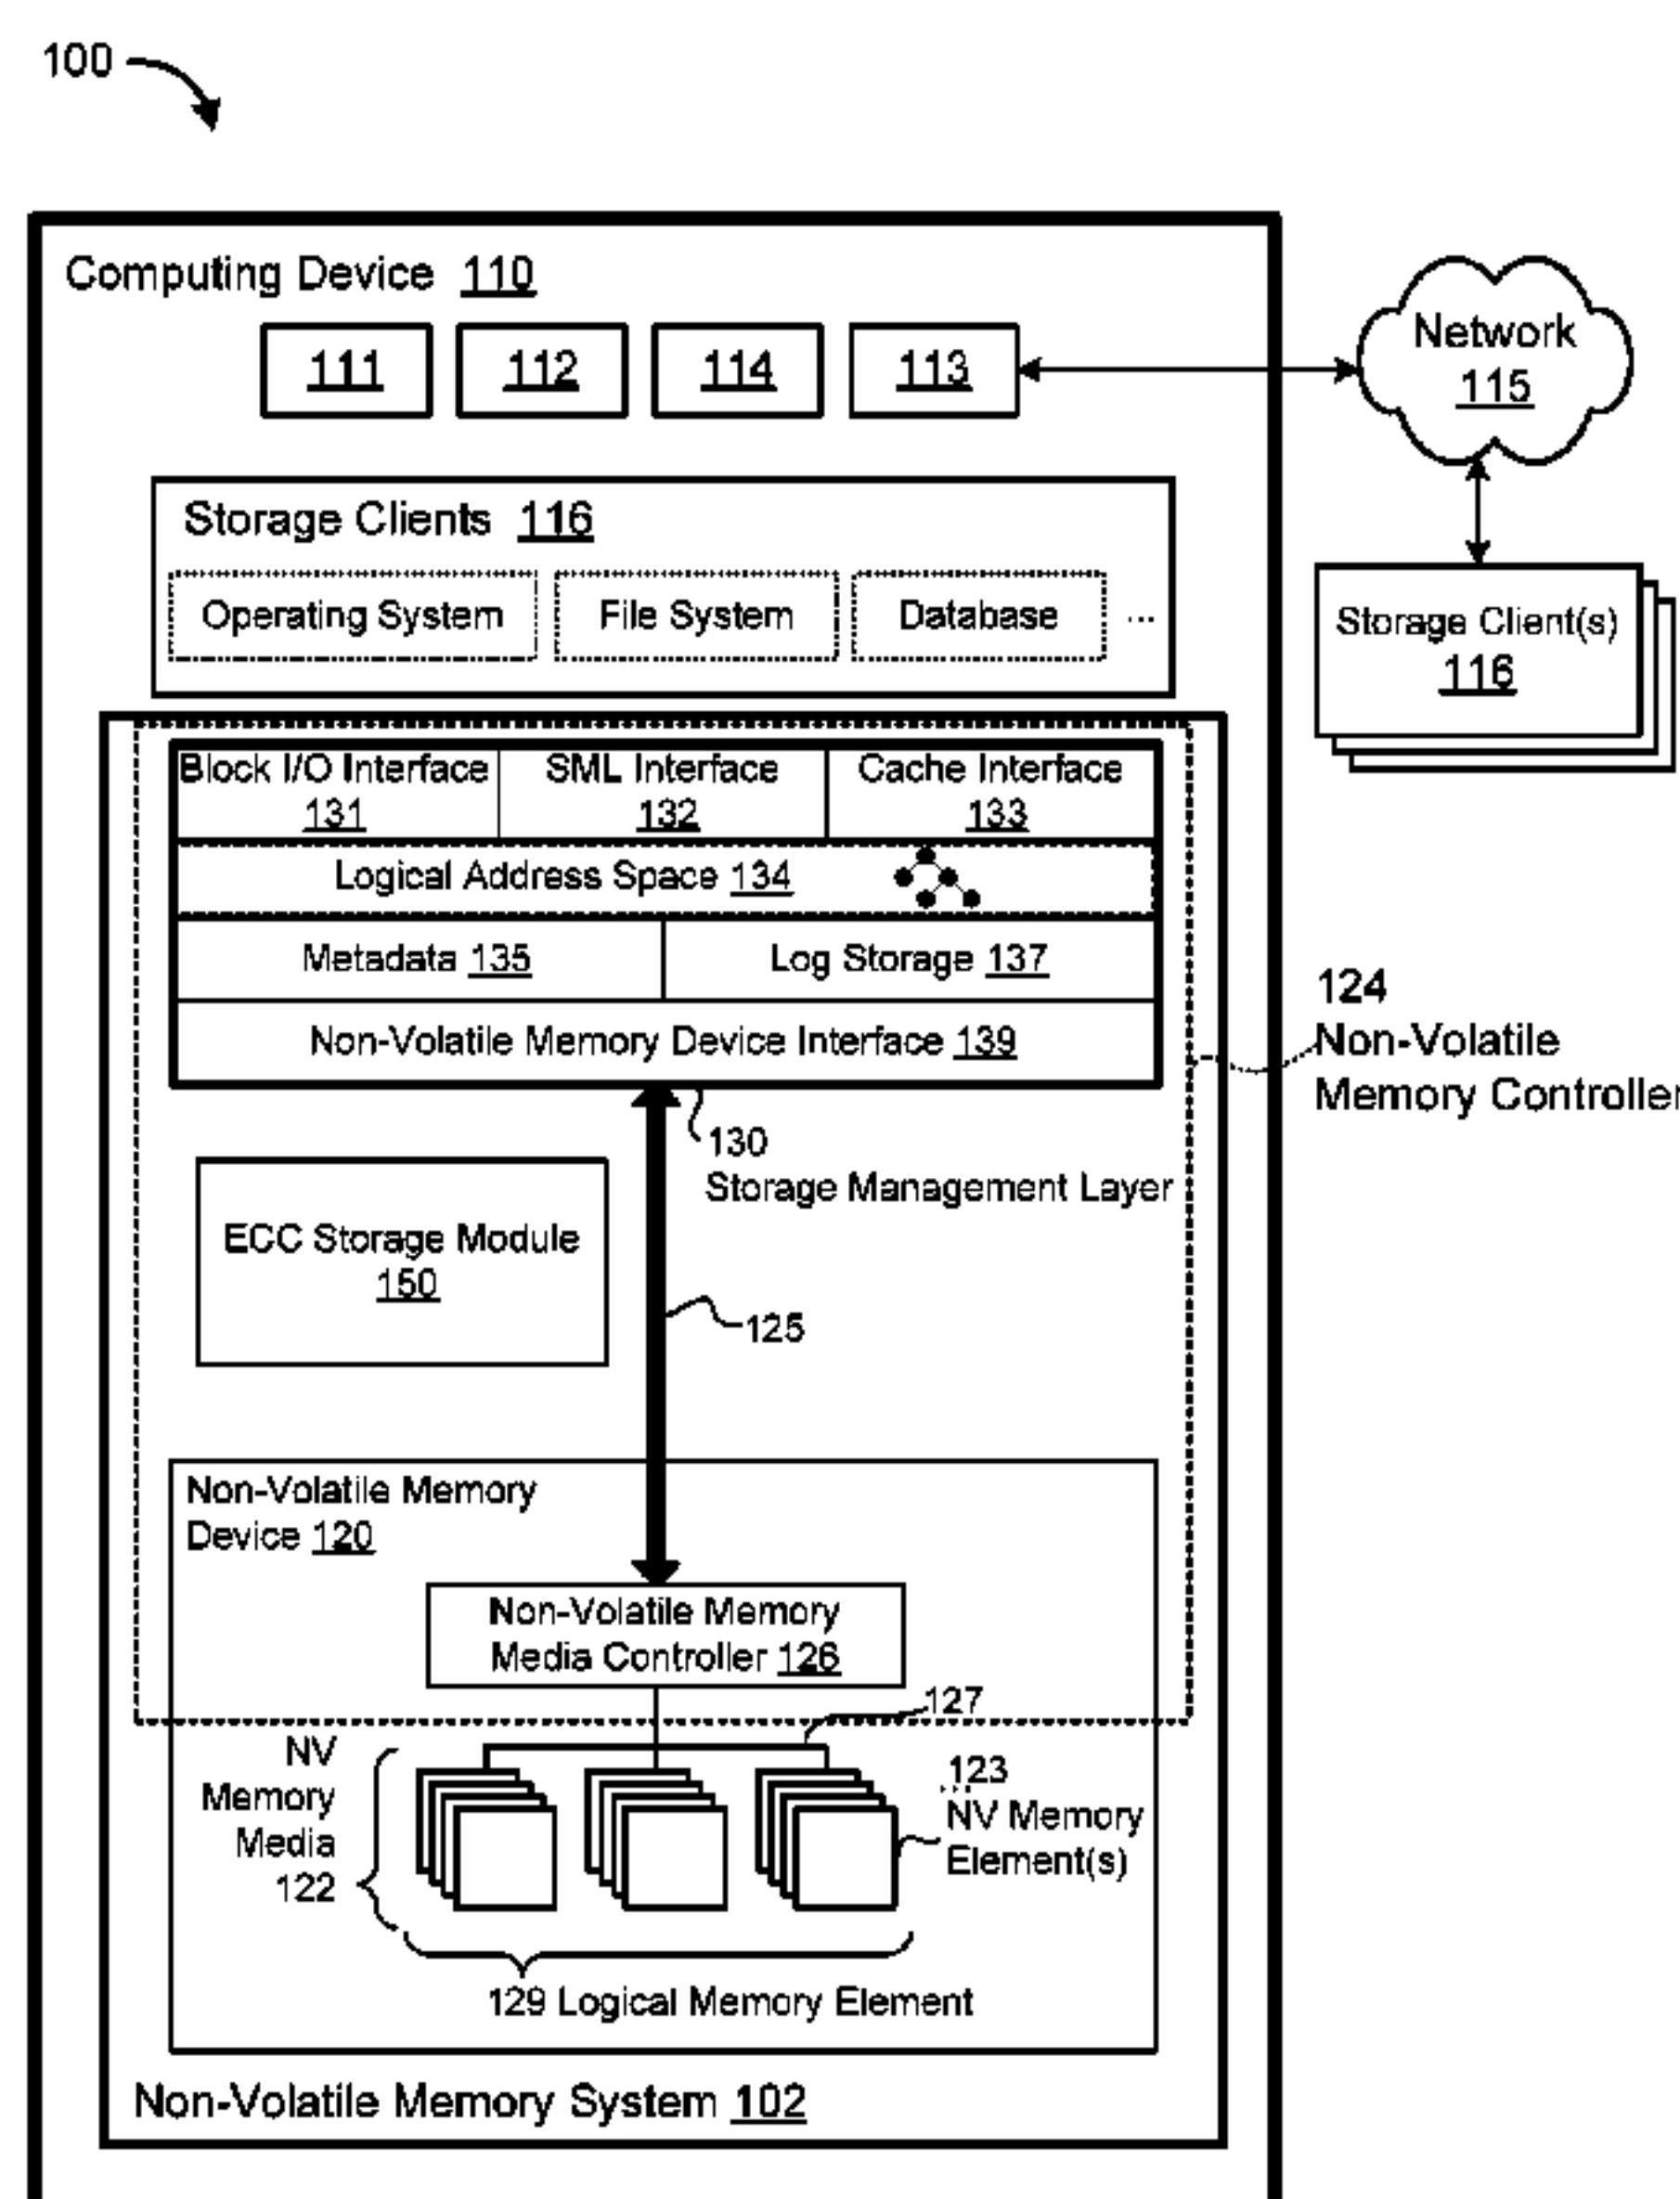 100
Computing Device 110
111 112 114 113
Network
115
Storage Clients 116
Operating System File System Database ...
Storage Client(s)
116
Block I/O Interface
131
SML Interface
132
Cache Interface
133
Logical Address Space 134
Metadata 135 Log Storage 137
Non-Volatile Memory Device Interface 139
124
Non-Volatile
Memory Controller
130
Storage Management Layer
ECC Storage Module
150
125
Non-Volatile Memory
Device 120
Non-Volatile Memory
Media Controller 126
127
NV
Memory
Media
122
...
123
NV Memory
Element(s)
129 Logical Memory Element
Non-Volatile Memory System 102